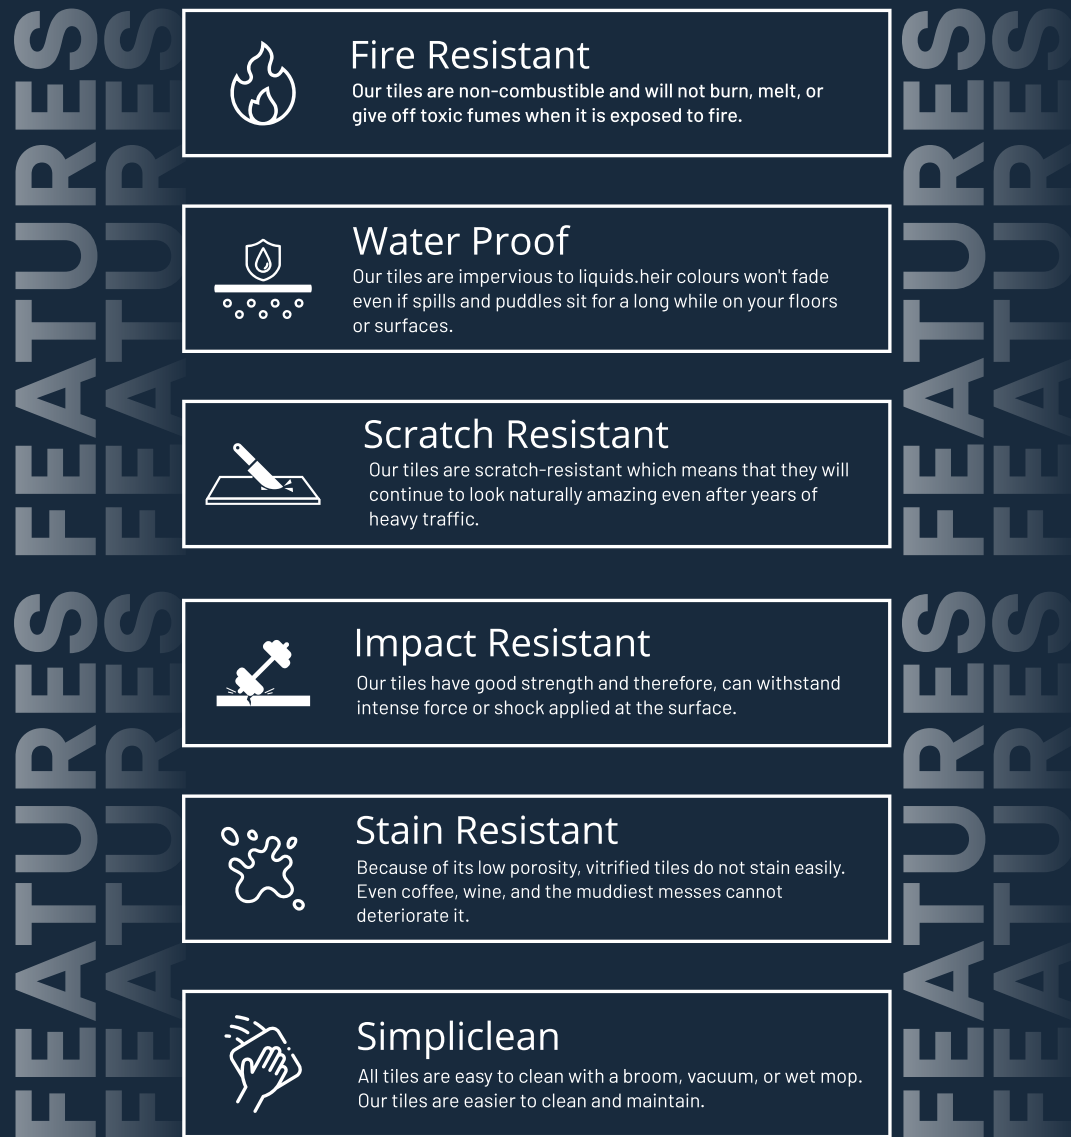 FEATURES FEATURES
FEATURES FEATURES
Fire Resistant
Our tiles are non-combustible and will not burn, melt, or
give off toxic fumes when it is exposed to fire.
Water Proof
Our tiles are impervious to liquids.heir colours won't fade
even if spills and puddles sit for a long while on your floors
or surfaces.
Scratch Resistant
Our tiles are scratch-resistant which means that they will
continue to look naturally amazing even after years of
heavy traffic.
Impact Resistant
Our tiles have good strength and therefore, can withstand
intense force or shock applied at the surface.
Stain Resistant
Because of its low porosity, vitrified tiles do not stain easily.
Even coffee, wine, and the muddiest messes cannot
deteriorate it.
Simpliclean
All tiles are easy to clean with a broom, vacuum, or wet mop.
Our tiles are easier to clean and maintain.
FEATURES FEATURES
FEATURES FEATURES